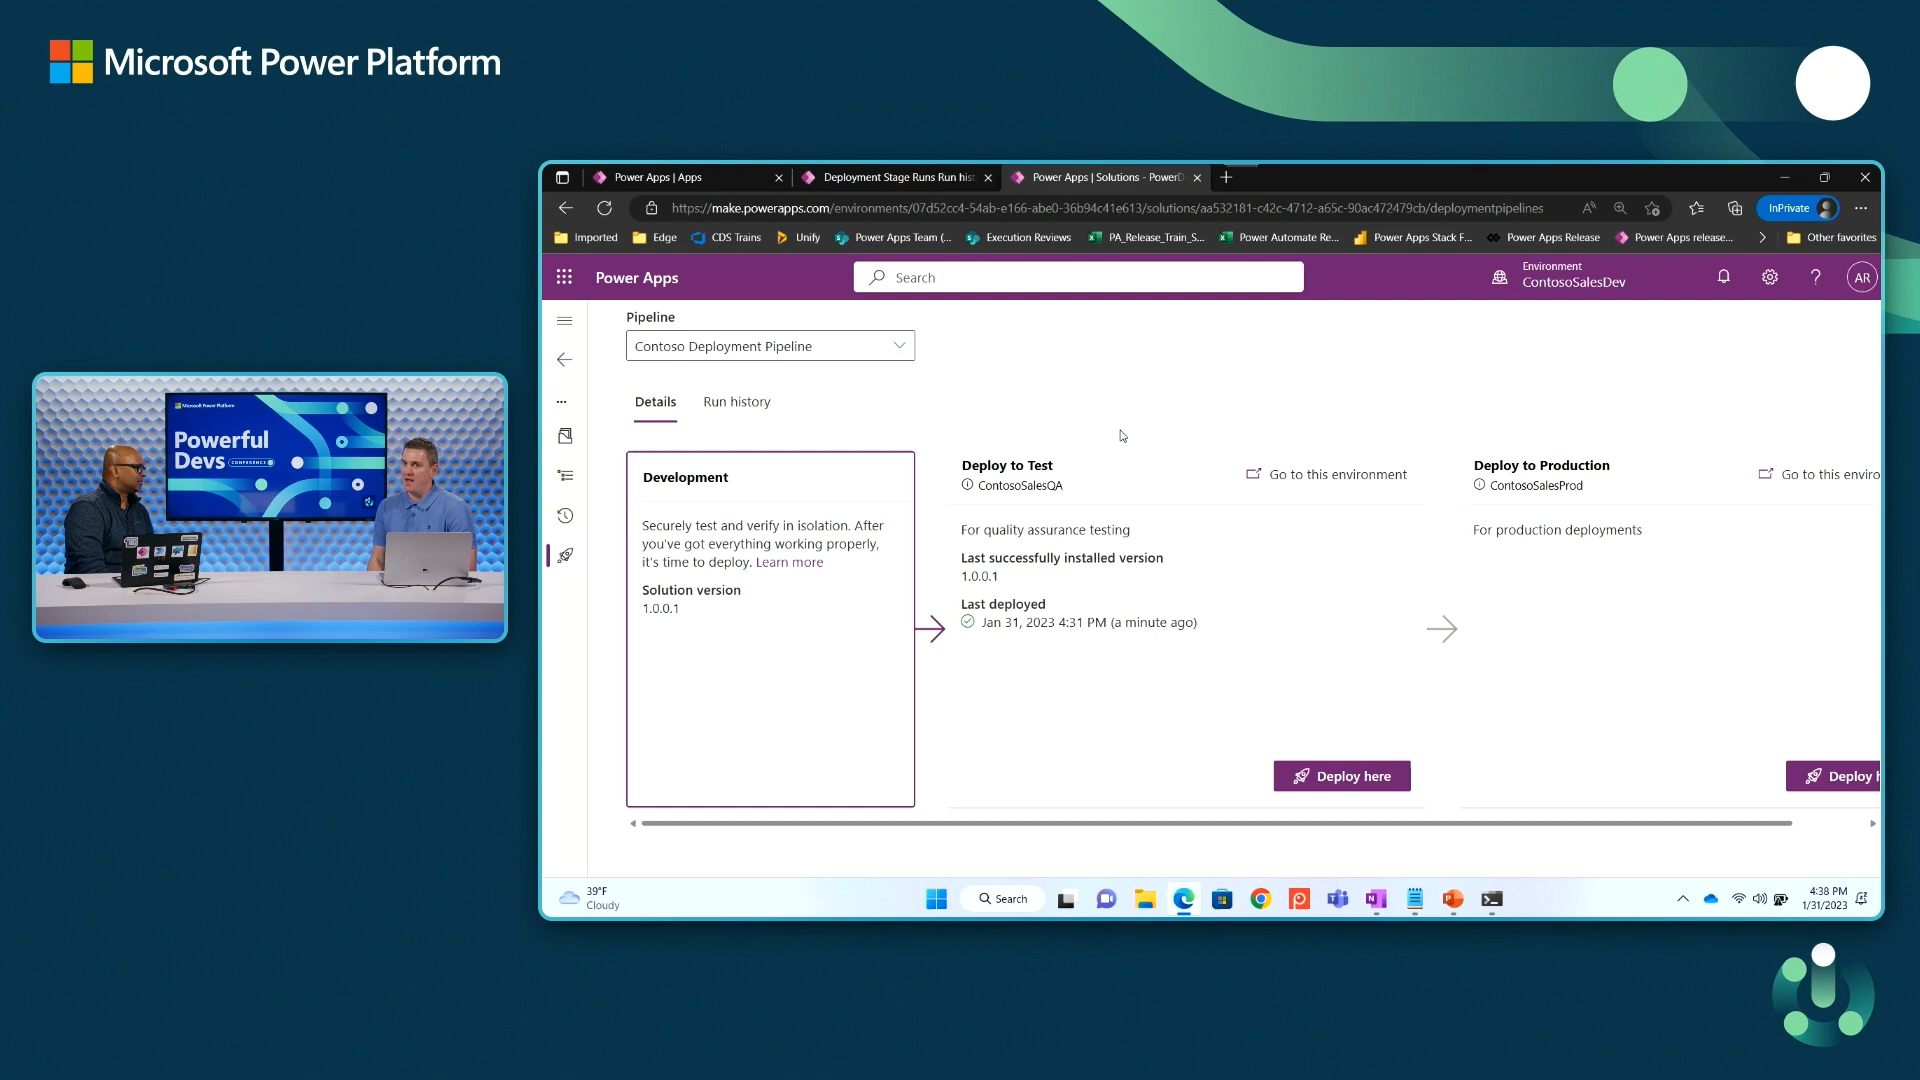 Microsoft Power Platform
Microsoft Power Platform
Powerful
Devs CONFERENCE
Power Apps | Apps
Deployment Stage Runs Run hist
Power Apps | Solutions - PowerD
https://make.powerapps.com/environments/07d52cc4-54ab-e166-abe0-36b94c41e613/solutions/aa532181-c42c-4712-a65c-90ac472479cb/deploymentpipelines
InPrivate
Imported
Edge
CDS Trains
Unify
Power Apps Team (...
Execution Reviews
PA_Release_Train_S...
Power Automate Re...
Power Apps Stack F...
Power Apps Release
Power Apps release...
Other favorites
Power Apps
Search
Environment
ContosoSalesDev
AR
Pipeline
Contoso Deployment Pipeline
Details
Run history
Development
Securely test and verify in isolation. After
you've got everything working properly,
it's time to deploy. Learn more
Solution version
1.0.0.1
Deploy to Test
ContosoSalesQA
Go to this environment
For quality assurance testing
Last successfully installed version
1.0.0.1
Last deployed
Jan 31, 2023 4:31 PM (a minute ago)
Deploy here
Deploy to Production
ContosoSalesProd
Go to this enviro
For production deployments
Deploy h
39°F
Cloudy
Search
4:38 PM
1/31/2023